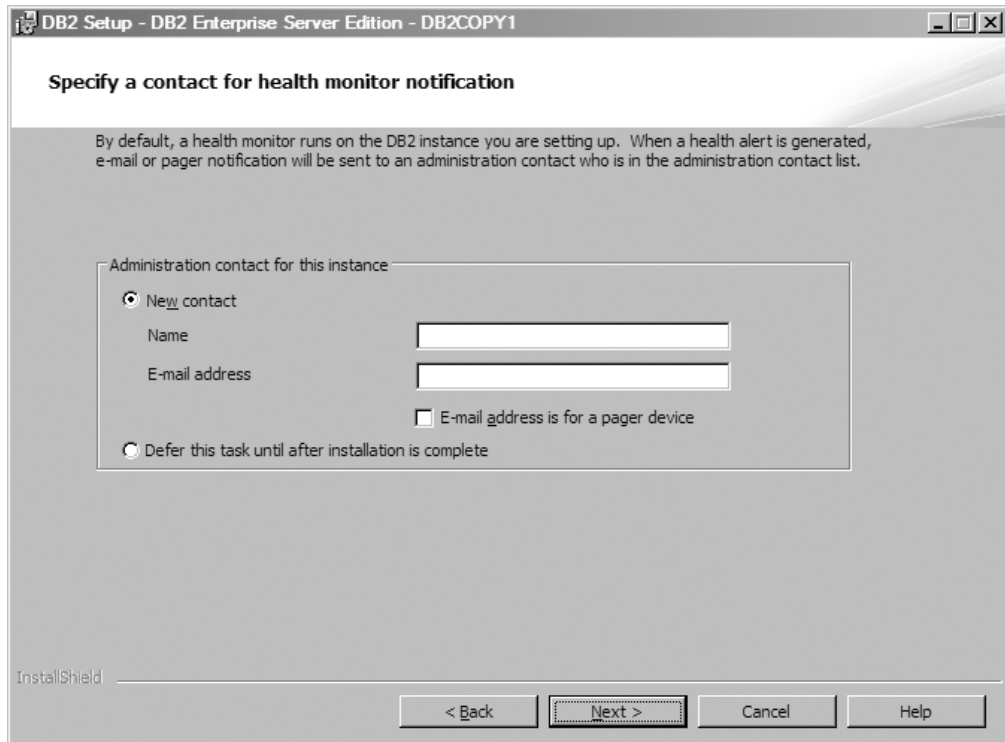 DB2 Setup - DB2 Enterprise Server Edition - DB2COPY1
Specify a contact for health monitor notification
By default, a health monitor runs on the DB2 instance you are setting up. When a health alert is generated,
e-mail or pager notification will be sent to an administration contact who is in the administration contact list.
Administration contact for this instance
New contact
Name
E-mail address
E-mail address is for a pager device
Defer this task until after installation is complete
InstallShield
< Back Next > Cancel Help